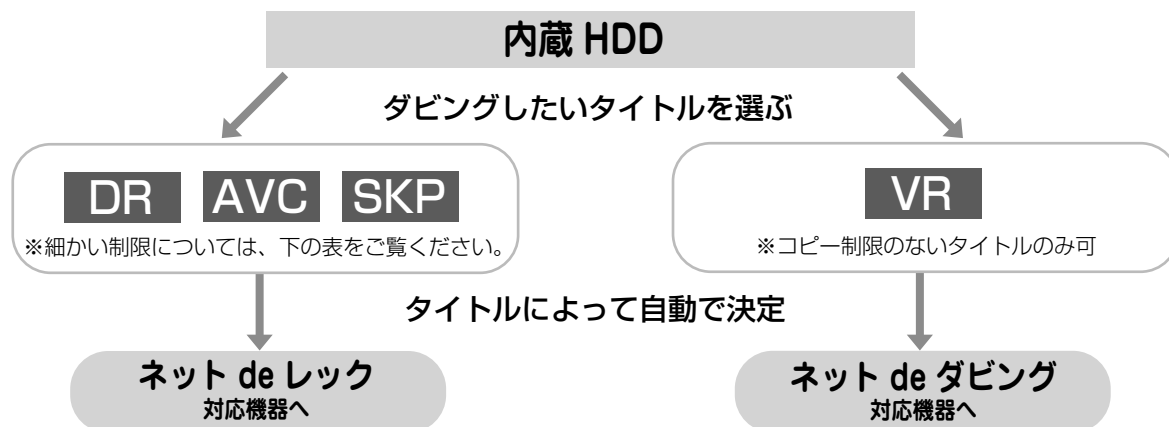 内蔵 HDD
ダビングしたいタイトルを選ぶ
DR AVC SKP
※細かい制限については、下の表をご覧ください。
VR
※コピー制限のないタイトルのみ可
タイトルによって自動で決定
ネット de レック
対応機器へ
ネット de ダビング
対応機器へ